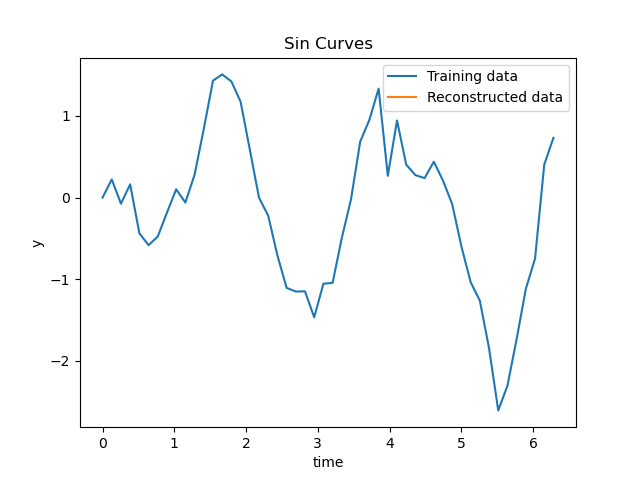 Sin Curves
Training data
Reconstructed data
1
0
−1
−2
y
0 1 2 3 4 5 6
time